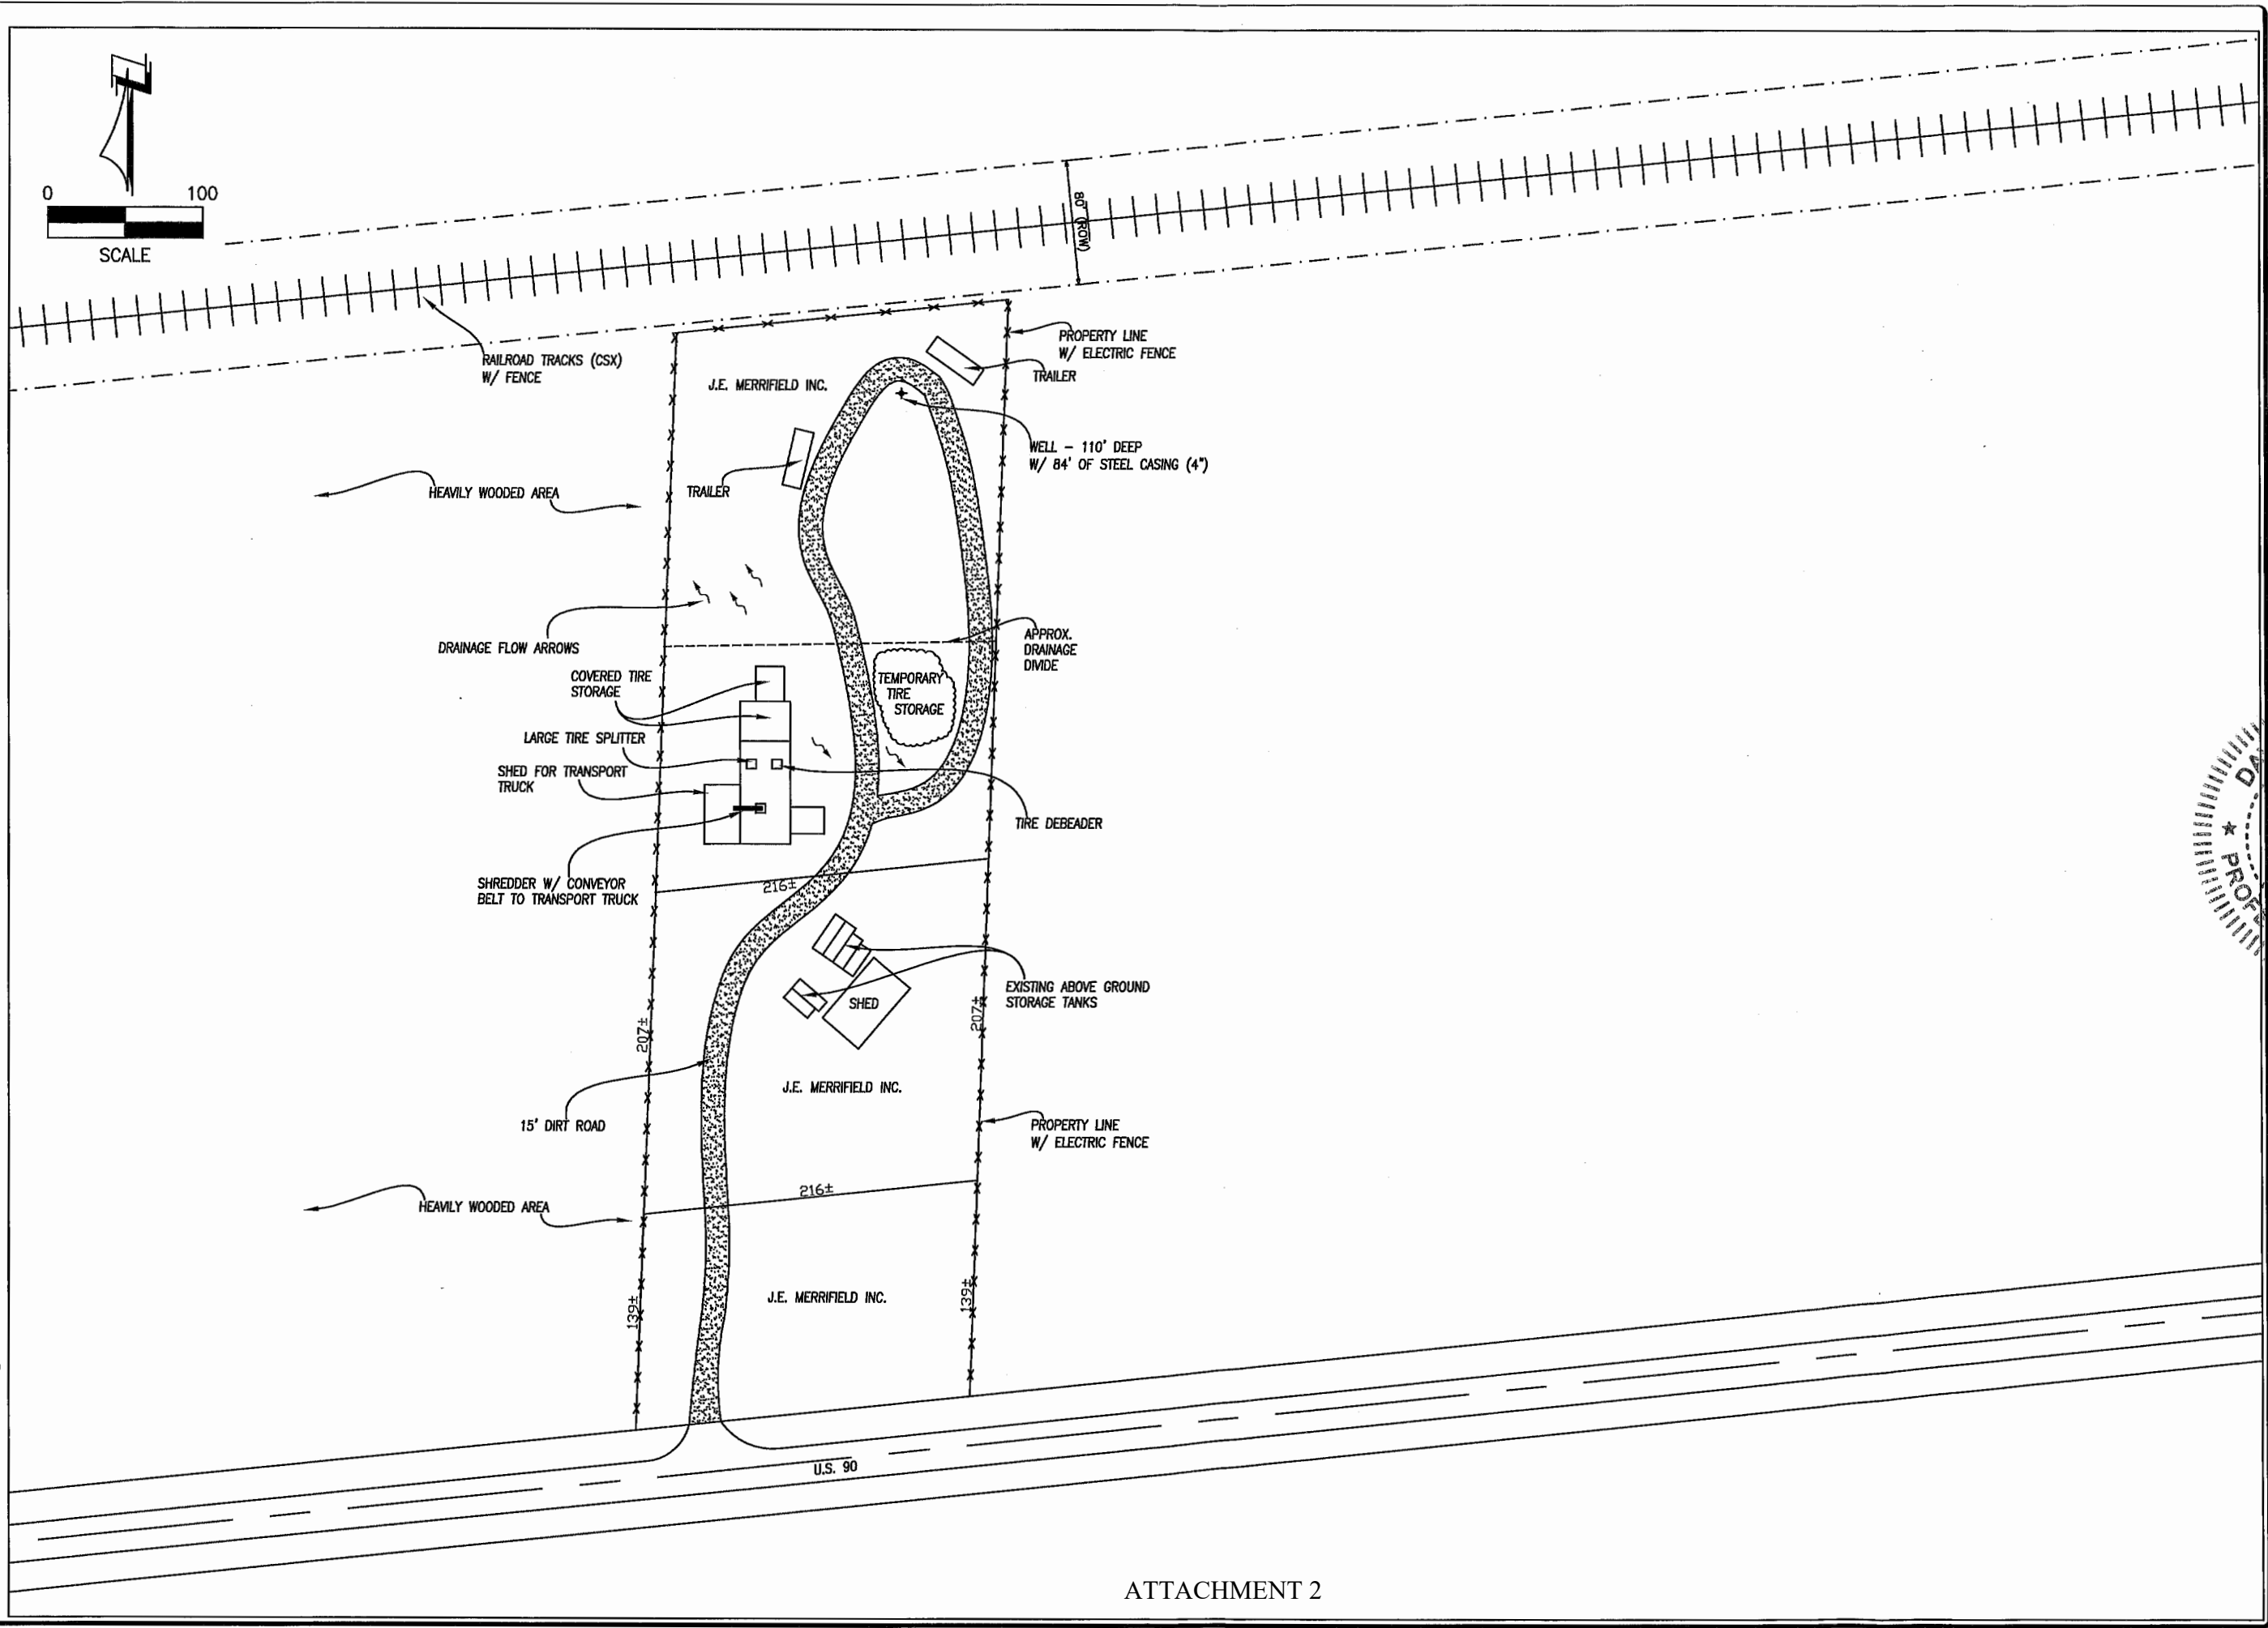 0 100
SCALE
80' (ROW)
RAILROAD TRACKS (CSX)
W/ FENCE
PROPERTY LINE
W/ ELECTRIC FENCE
TRAILER
J.E. MERRIFIELD INC.
WELL - 110' DEEP
W/ 84' OF STEEL CASING (4")
HEAVILY WOODED AREA
TRAILER
DRAINAGE FLOW ARROWS
APPROX.
DRAINAGE
DIVIDE
COVERED TIRE
STORAGE
TEMPORARY
TIRE
STORAGE
LARGE TIRE SPLITTER
SHED FOR TRANSPORT
TRUCK
TIRE DEBEADER
SHREDDER W/ CONVEYOR
BELT TO TRANSPORT TRUCK
216±
EXISTING ABOVE GROUND
STORAGE TANKS
SHED
207±
207±
J.E. MERRIFIELD INC.
15' DIRT ROAD
PROPERTY LINE
W/ ELECTRIC FENCE
216±
HEAVILY WOODED AREA
J.E. MERRIFIELD INC.
139±
139±
U.S. 90
ATTACHMENT 2